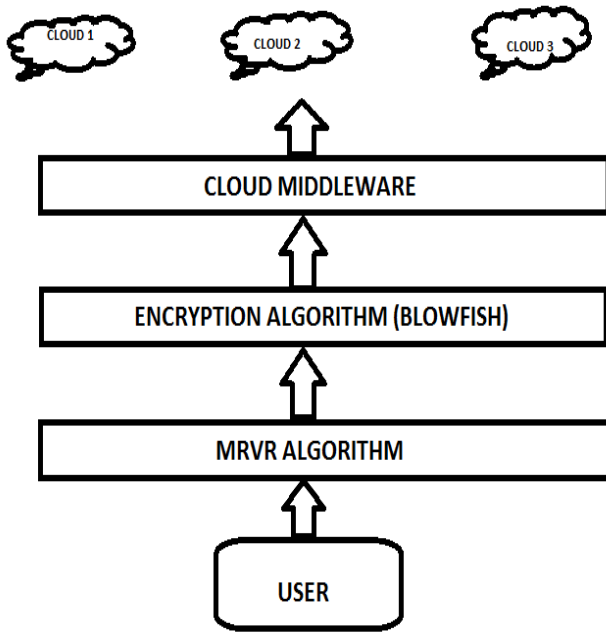 CLOUD 1
CLOUD 2
CLOUD 3
CLOUD MIDDLEWARE
ENCRYPTION ALGORITHM (BLOWFISH)
MRVR ALGORITHM
USER